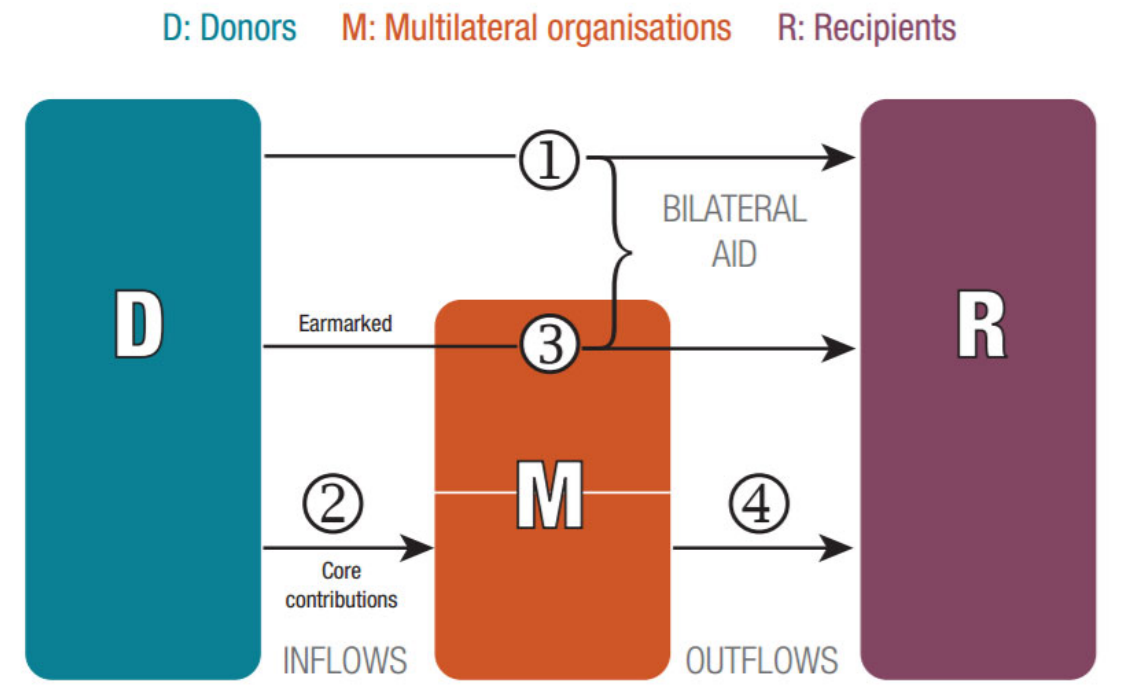 D: Donors M: Multilateral organisations R: Recipients
①
BILATERAL
AID
D
Earmarked
③
R
②
M
④
Core
contributions
INFLOWS
OUTFLOWS